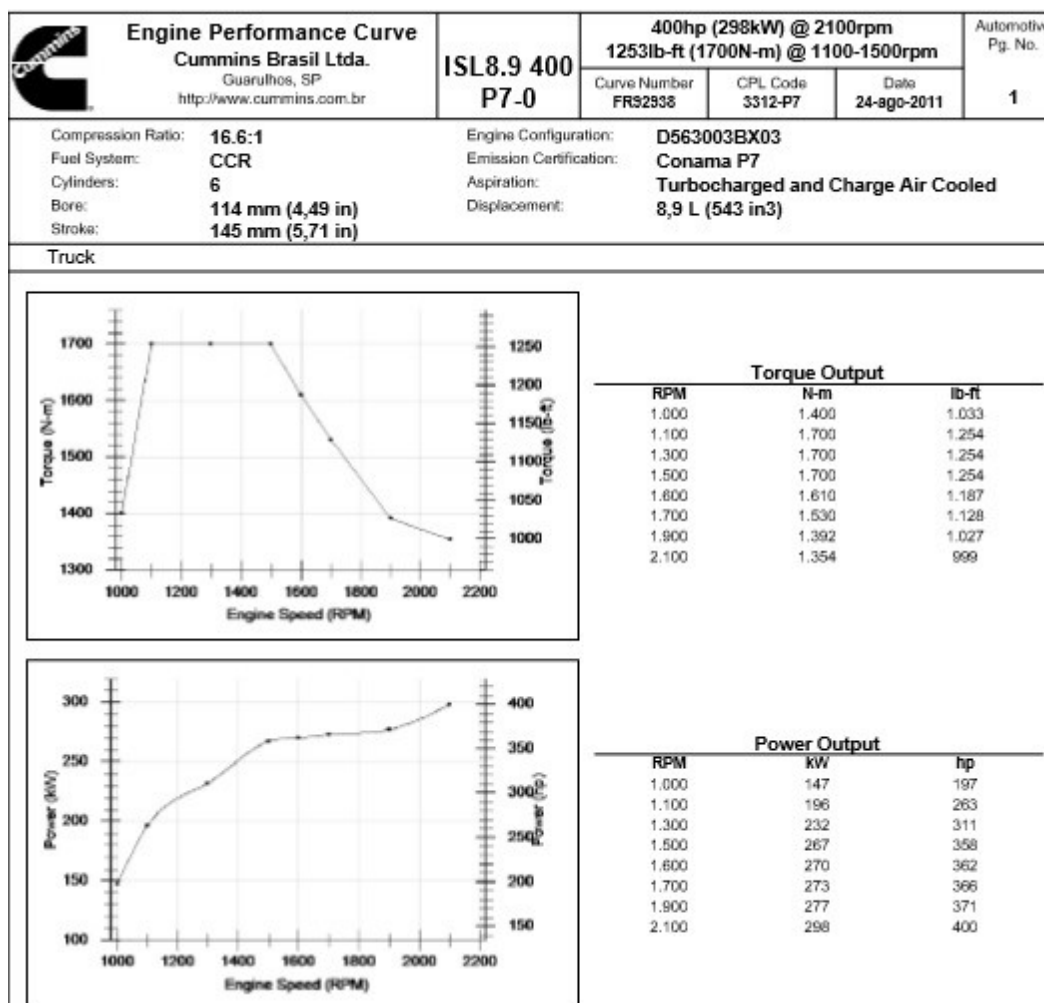 Cummins
Engine Performance Curve
Cummins Brasil Ltda.
Guarulhos, SP
http://www.cummins.com.br
ISL8.9 400
P7-0
400hp (298kW) @ 2100rpm
1253lb-ft (1700N-m) @ 1100-1500rpm
Curve Number
FR92938
CPL Code
3312-P7
Date
24-ago-2011
Automotive
Pg. No.
1
Compression Ratio: 16.6:1
Fuel System: CCR
Cylinders: 6
Bore: 114 mm (4,49 in)
Stroke: 145 mm (5,71 in)
Engine Configuration: D563003BX03
Emission Certification: Conama P7
Aspiration: Turbocharged and Charge Air Cooled
Displacement: 8,9 L (543 in3)
Truck
Torque (N-m)
1700
1600
1500
1400
1300
1250
1200
1150
1100
1050
1000
Torque (lb-ft)
1000 1200 1400 1600 1800 2000 2200
Engine Speed (RPM)
Torque Output
RPM N-m lb-ft
1.000 1.400 1.033
1.100 1.700 1.254
1.300 1.700 1.254
1.500 1.700 1.254
1.600 1.610 1.187
1.700 1.530 1.128
1.900 1.392 1.027
2.100 1.354 999
Power (kW)
300
250
200
150
100
400
350
300
250
200
150
Power (hp)
1000 1200 1400 1600 1800 2000 2200
Engine Speed (RPM)
Power Output
RPM kW hp
1.000 147 197
1.100 196 263
1.300 232 311
1.500 267 358
1.600 270 362
1.700 273 366
1.900 277 371
2.100 298 400